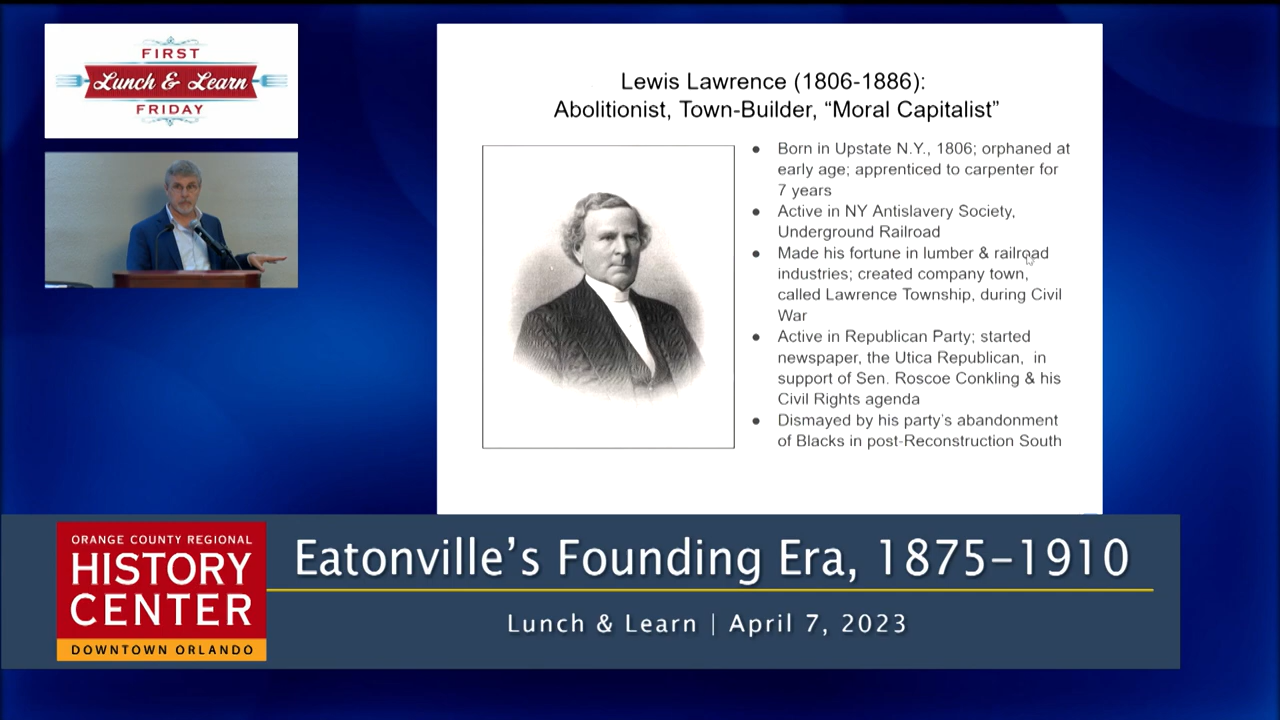 FIRST
Lunch & Learn
FRIDAY
Lewis Lawrence (1806-1886):
Abolitionist, Town-Builder, “Moral Capitalist”
● Born in Upstate N.Y., 1806; orphaned at
early age; apprenticed to carpenter for
7 years
● Active in NY Antislavery Society,
Underground Railroad
● Made his fortune in lumber & railroad
industries; created company town,
called Lawrence Township, during Civil
War
● Active in Republican Party; started
newspaper, the Utica Republican, in
support of Sen. Roscoe Conkling & his
Civil Rights agenda
● Dismayed by his party’s abandonment
of Blacks in post-Reconstruction South
ORANGE COUNTY REGIONAL
HISTORY
CENTER
DOWNTOWN ORLANDO
Eatonville’s Founding Era, 1875–1910
Lunch & Learn | April 7, 2023